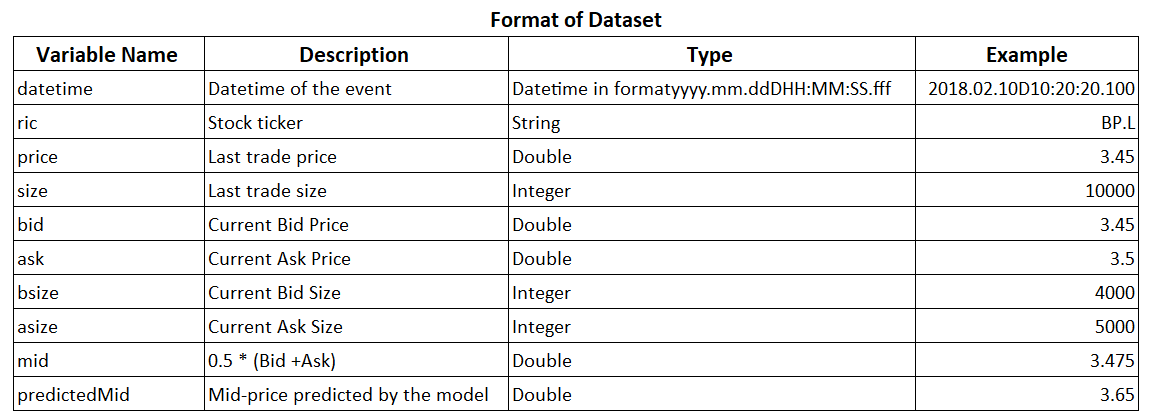 Format of Dataset
Variable Name Description Type Example
datetime Datetime of the event Datetime in formatyyyy.mm.ddDHH:MM:SS.fff 2018.02.10D10:20:20.100
ric Stock ticker String BP.L
price Last trade price Double 3.45
size Last trade size Integer 10000
bid Current Bid Price Double 3.45
ask Current Ask Price Double 3.5
bsize Current Bid Size Integer 4000
asize Current Ask Size Integer 5000
mid 0.5 * (Bid +Ask) Double 3.475
predictedMid Mid-price predicted by the model Double 3.65